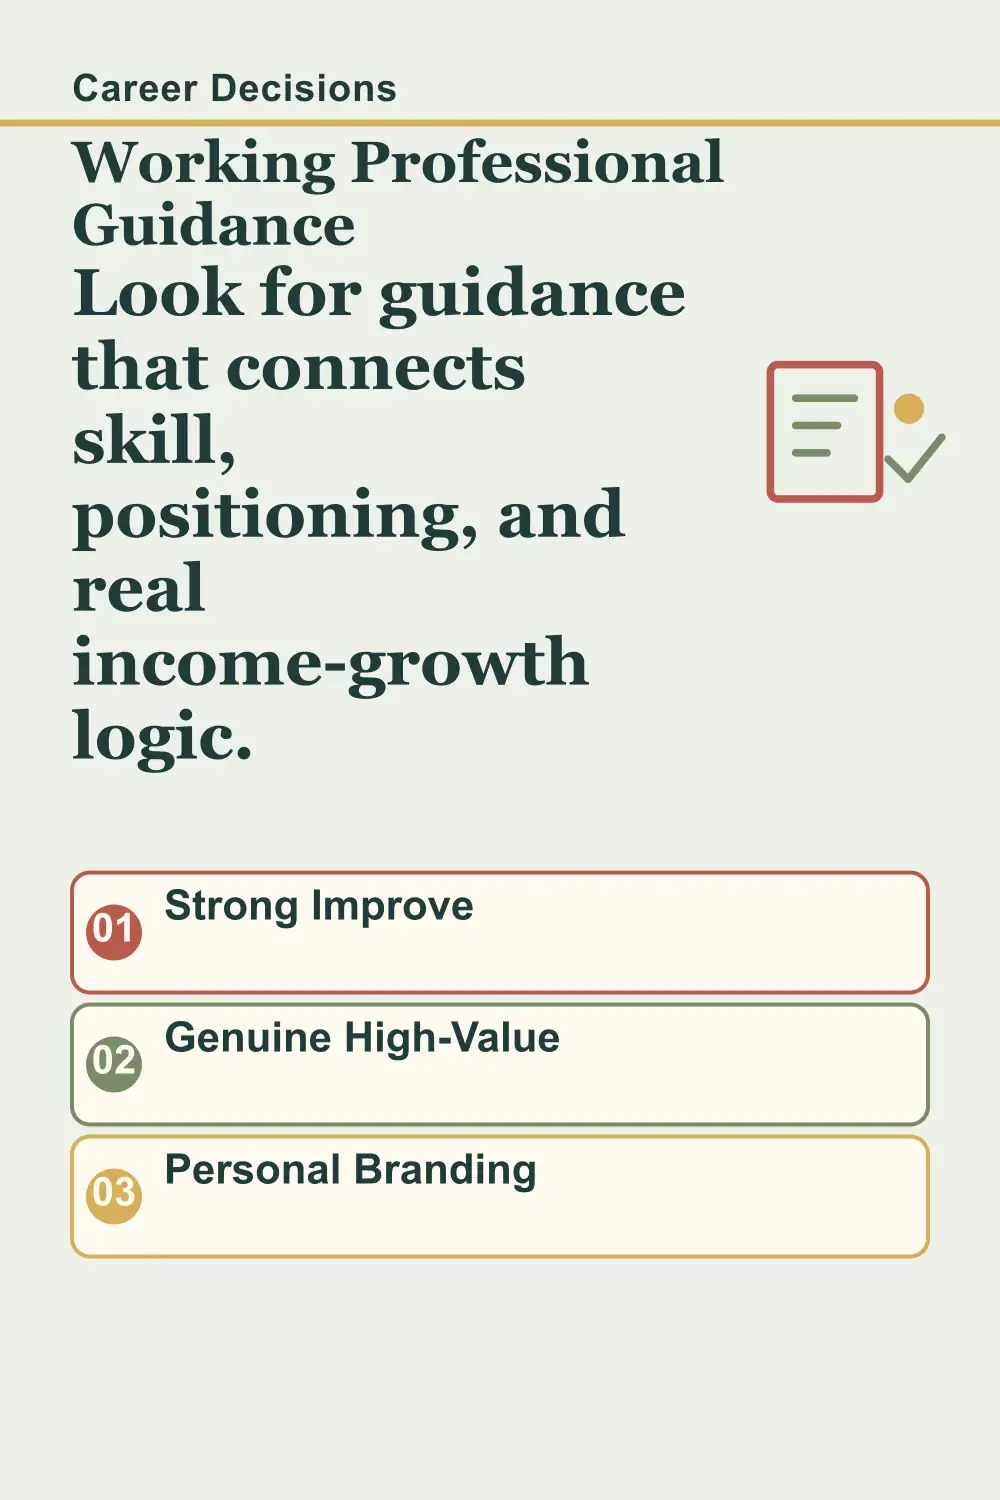 Career Decisions
Working Professional
Guidance
Look for guidance
that connects
skill,
positioning, and
real
income-growth
logic.
01 Strong Improve
02 Genuine High-Value
03 Personal Branding